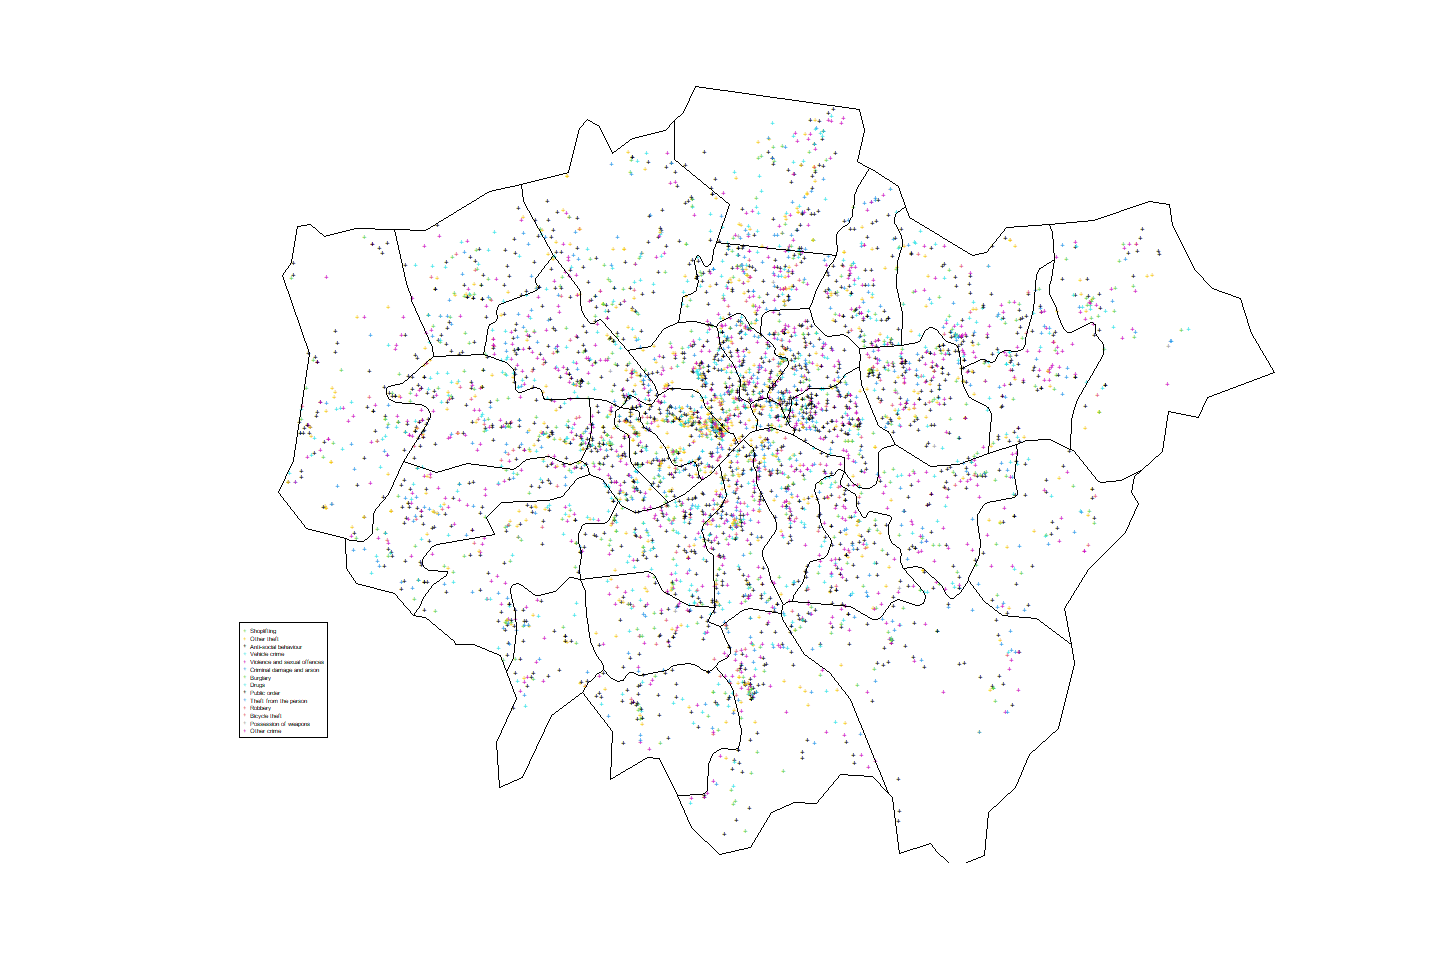 Shoplifting
Other theft
Anti-social behaviour
Vehicle crime
Violence and sexual offences
Criminal damage and arson
Burglary
Drugs
Public order
Theft from the person
Robbery
Bicycle theft
Possession of weapons
Other crime